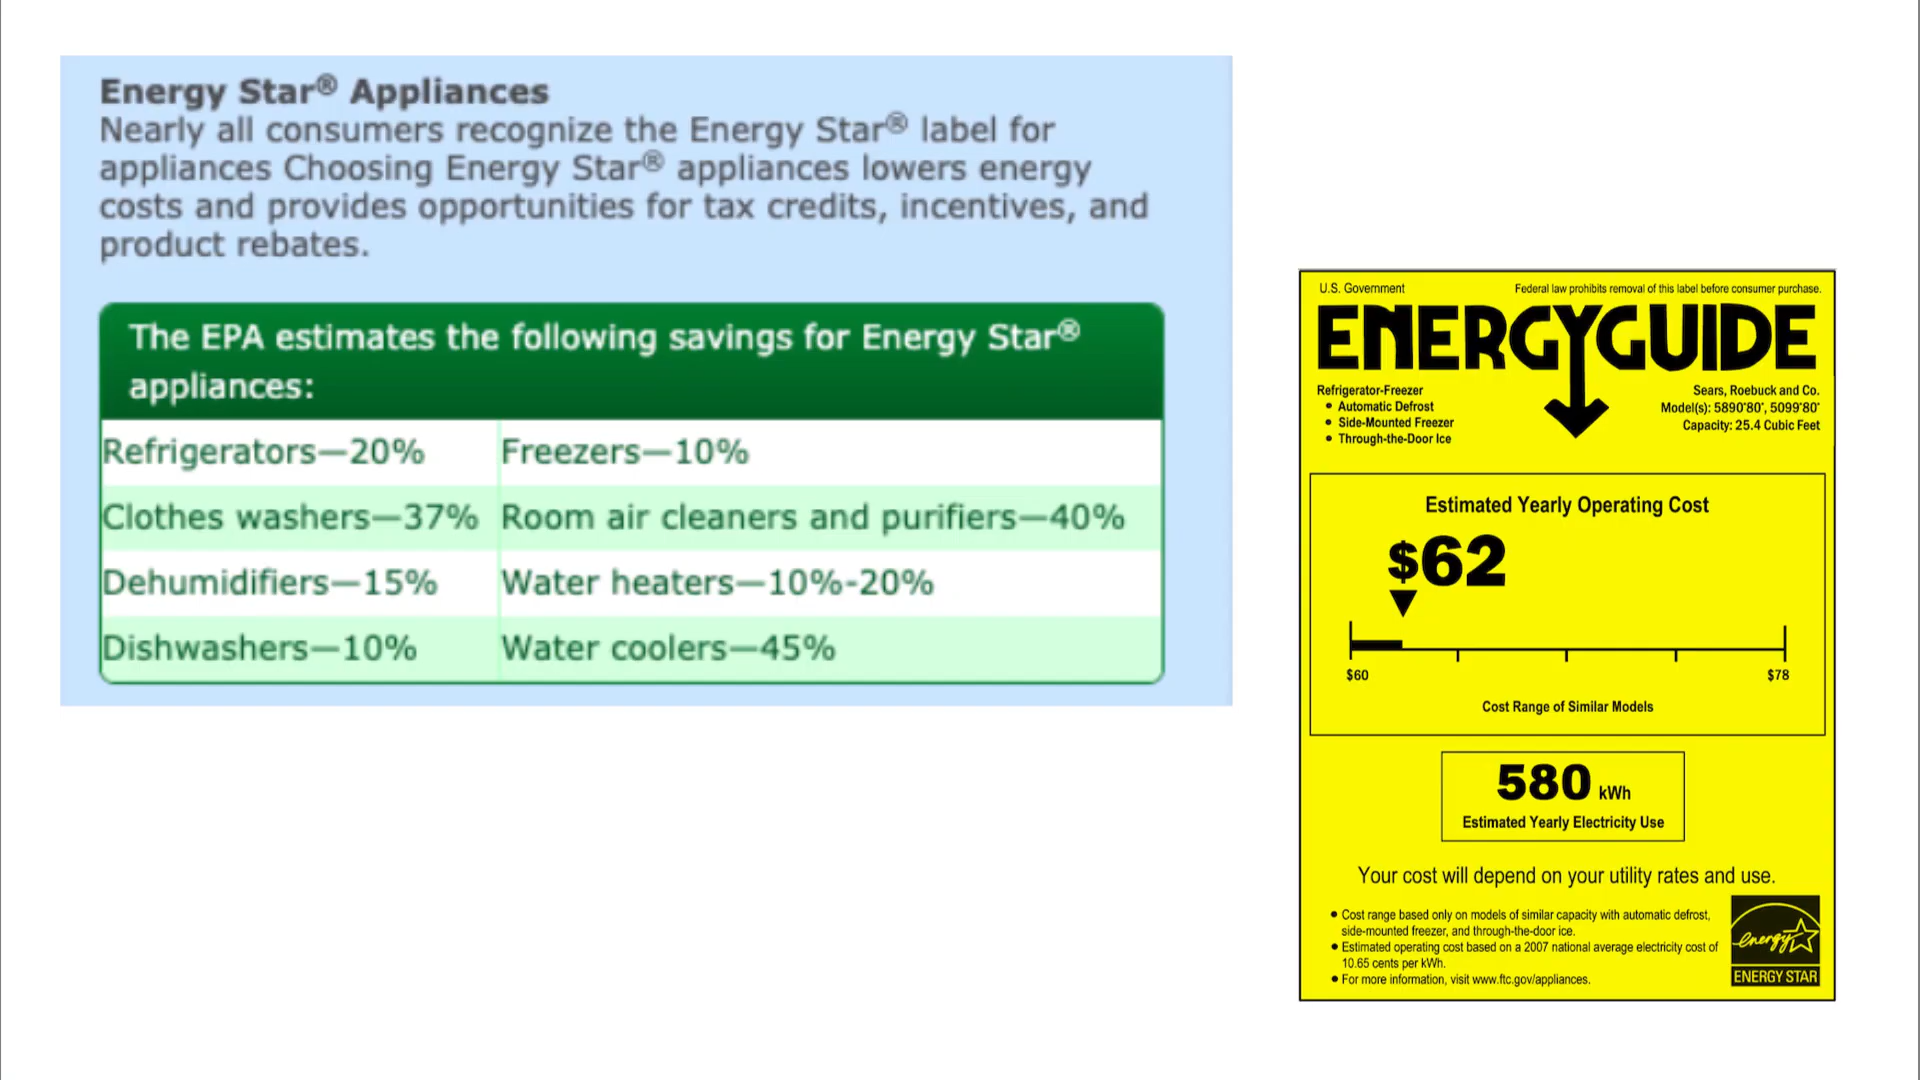 Energy Star® Appliances
Nearly all consumers recognize the Energy Star® label for
appliances Choosing Energy Star® appliances lowers energy
costs and provides opportunities for tax credits, incentives, and
product rebates.
The EPA estimates the following savings for Energy Star®
appliances:
Refrigerators—20% Freezers—10%
Clothes washers—37% Room air cleaners and purifiers—40%
Dehumidifiers—15% Water heaters—10%-20%
Dishwashers—10% Water coolers—45%
U.S. Government Federal law prohibits removal of this label before consumer purchase.
ENERGYGUIDE
Refrigerator-Freezer
• Automatic Defrost
• Side-Mounted Freezer
• Through-the-Door Ice
Sears, Roebuck and Co.
Model(s): 5890*80*, 5099*80*
Capacity: 25.4 Cubic Feet
Estimated Yearly Operating Cost
$62
$60 $78
Cost Range of Similar Models
580 kWh
Estimated Yearly Electricity Use
Your cost will depend on your utility rates and use.
• Cost range based only on models of similar capacity with automatic defrost,
side-mounted freezer, and through-the-door ice.
• Estimated operating cost based on a 2007 national average electricity cost of
10.65 cents per kWh.
• For more information, visit www.ftc.gov/appliances.
energy
ENERGY STAR